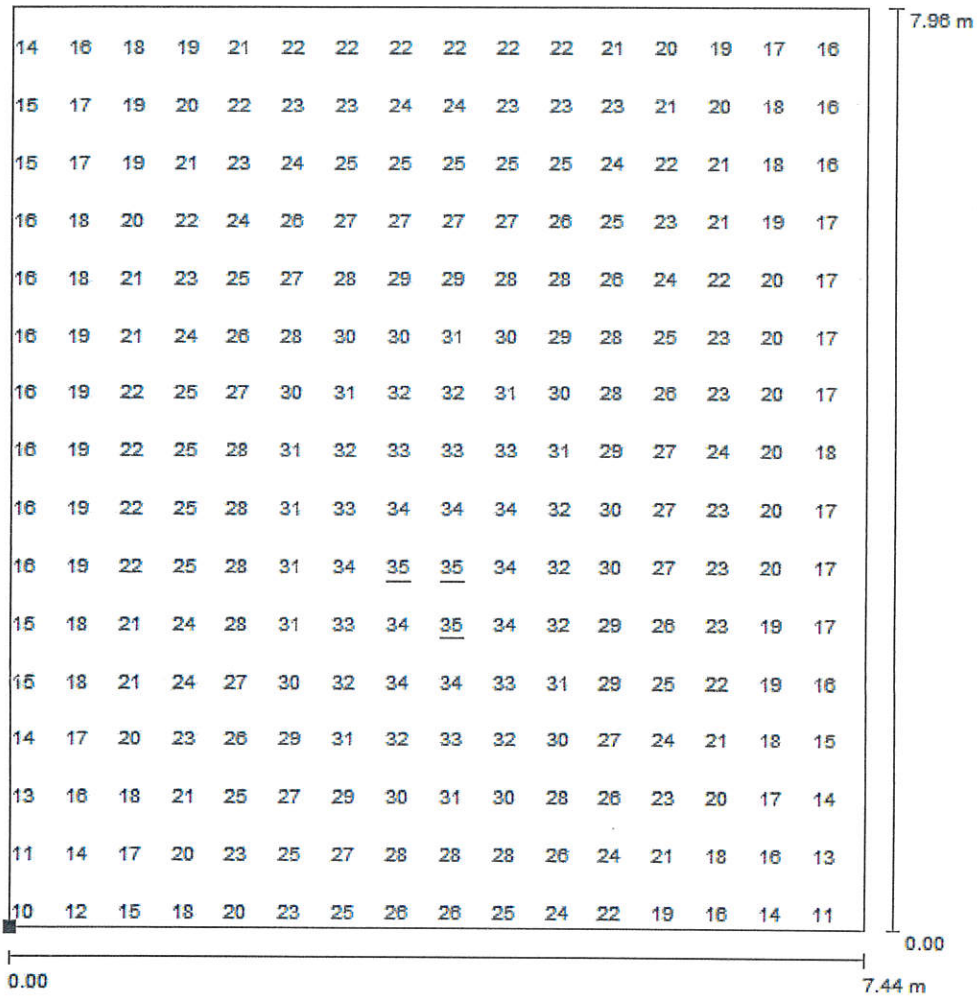 7.96 m
14 16 18 19 21 22 22 22 22 22 22 21 20 19 17 16
15 17 19 20 22 23 23 24 24 23 23 23 21 20 18 16
15 17 19 21 23 24 25 25 25 25 25 24 22 21 18 16
16 18 20 22 24 26 27 27 27 27 26 25 23 21 19 17
16 18 21 23 25 27 28 29 29 28 28 26 24 22 20 17
16 19 21 24 26 28 30 30 31 30 29 28 25 23 20 17
16 19 22 25 27 30 31 32 32 31 30 28 26 23 20 17
16 19 22 25 28 31 32 33 33 33 31 29 27 24 20 18
16 19 22 25 28 31 33 34 34 34 32 30 27 23 20 17
16 19 22 25 28 31 34 35 35 34 32 30 27 23 20 17
15 18 21 24 28 31 33 34 35 34 32 29 26 23 19 17
15 18 21 24 27 30 32 34 34 33 31 29 25 22 19 16
14 17 20 23 26 29 31 32 33 32 30 27 24 21 18 15
13 16 18 21 25 27 29 30 31 30 28 26 23 20 17 14
11 14 17 20 23 25 27 28 28 28 26 24 21 18 16 13
10 12 15 18 20 23 25 26 26 25 24 22 19 16 14 11
0.00
0.00 7.44 m